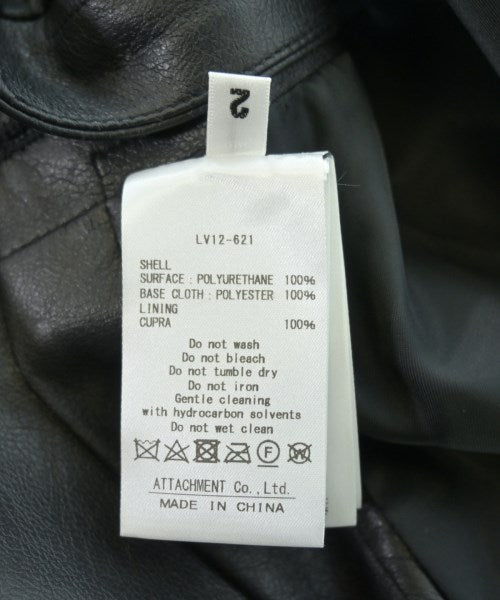 2
LV12-621
SHELL
SURFACE : POLYURETHANE 100%
BASE CLOTH : POLYESTER 100%
LINING
CUPRA 100%
Do not wash
Do not bleach
Do not tumble dry
Do not iron
Gentle cleaning
with hydrocarbon solvents
Do not wet clean
F W
ATTACHMENT Co.,Ltd.
MADE IN CHINA